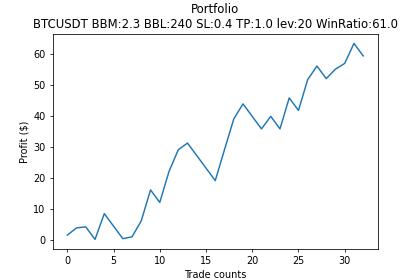 Portfolio
BTCUSDT BBM:2.3 BBL:240 SL:0.4 TP:1.0 lev:20 WinRatio:61.0
60
50
40
30
20
10
0
Profit ($)
0 5 10 15 20 25 30
Trade counts